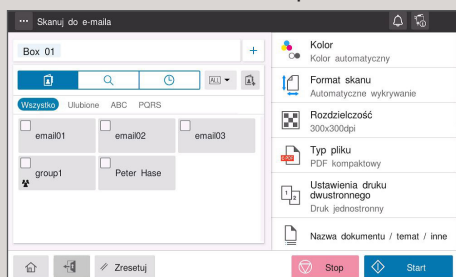 Skanuj do e-maila
Box 01
+
ALL
Wszystko Ulubione ABC PQRS
email01 email02 email03
group1 Peter Hase
Kolor
Kolor automatyczny
Format skanu
Automatyczne wykrywanie
Rozdzielczość
300x300dpi
Typ pliku
PDF kompaktowy
Ustawienia druku
dwustronnego
Druk jednostronny
Nazwa dokumentu / temat / inne
Zresetuj
Stop
Start